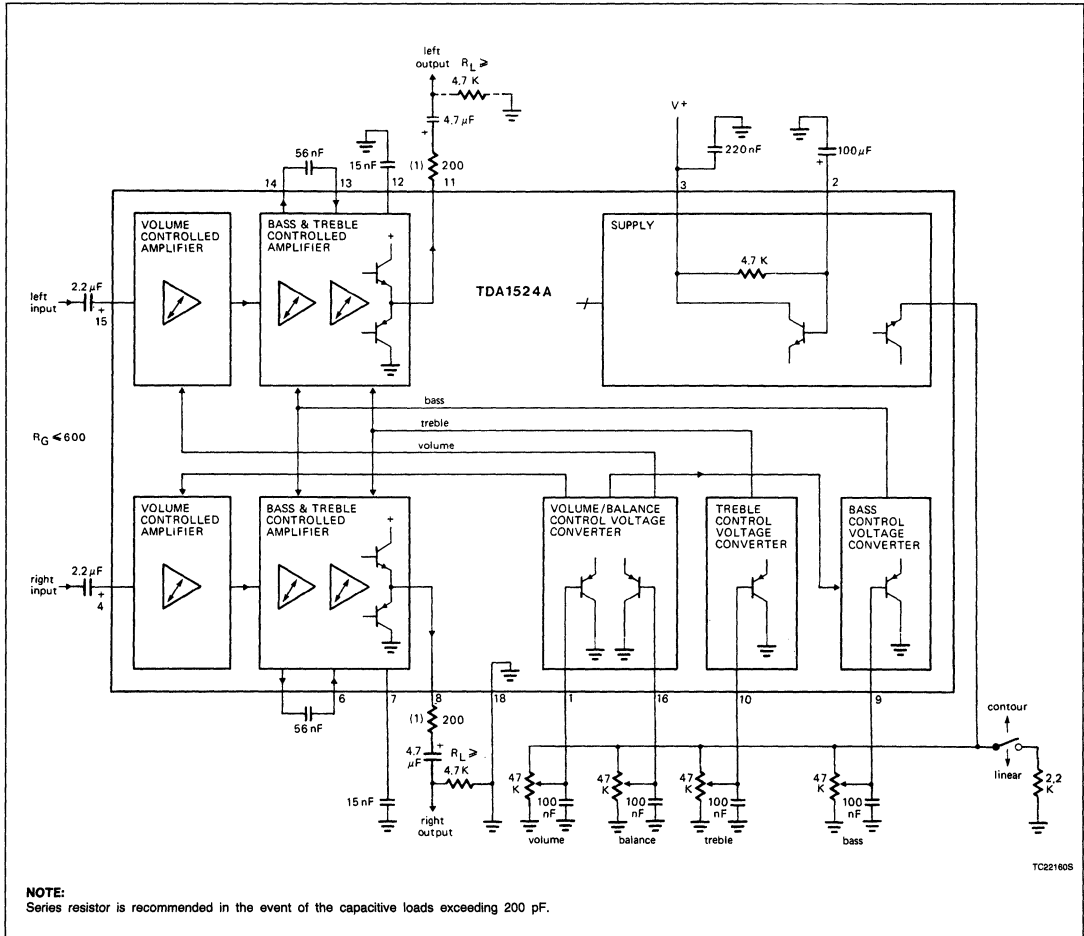 left
output
R_L ≥
4.7 K
4.7 μF
(1) 200
V+
220 nF
100 μF
56 nF
15 nF
14
13
12
11
3
2
VOLUME
CONTROLLED
AMPLIFIER
BASS & TREBLE
CONTROLLED
AMPLIFIER
+
SUPPLY
4.7 K
TDA1524A
left
input
2.2 μF
+
15
bass
treble
volume
R_G ≤ 600
VOLUME
CONTROLLED
AMPLIFIER
BASS & TREBLE
CONTROLLED
AMPLIFIER
+
VOLUME/BALANCE
CONTROL VOLTAGE
CONVERTER
TREBLE
CONTROL
VOLTAGE
CONVERTER
BASS
CONTROL
VOLTAGE
CONVERTER
right
input
2.2 μF
+
4
6
7
8
18
1
16
10
9
56 nF
(1) 200
4.7
μF
+
R_L ≥
4.7 K
15 nF
right
output
47
K
100
nF
volume
47
K
100
nF
balance
47
K
100
nF
treble
47
K
100
nF
bass
contour
linear
2.2
K
TC22160S
NOTE:
Series resistor is recommended in the event of the capacitive loads exceeding 200 pF.